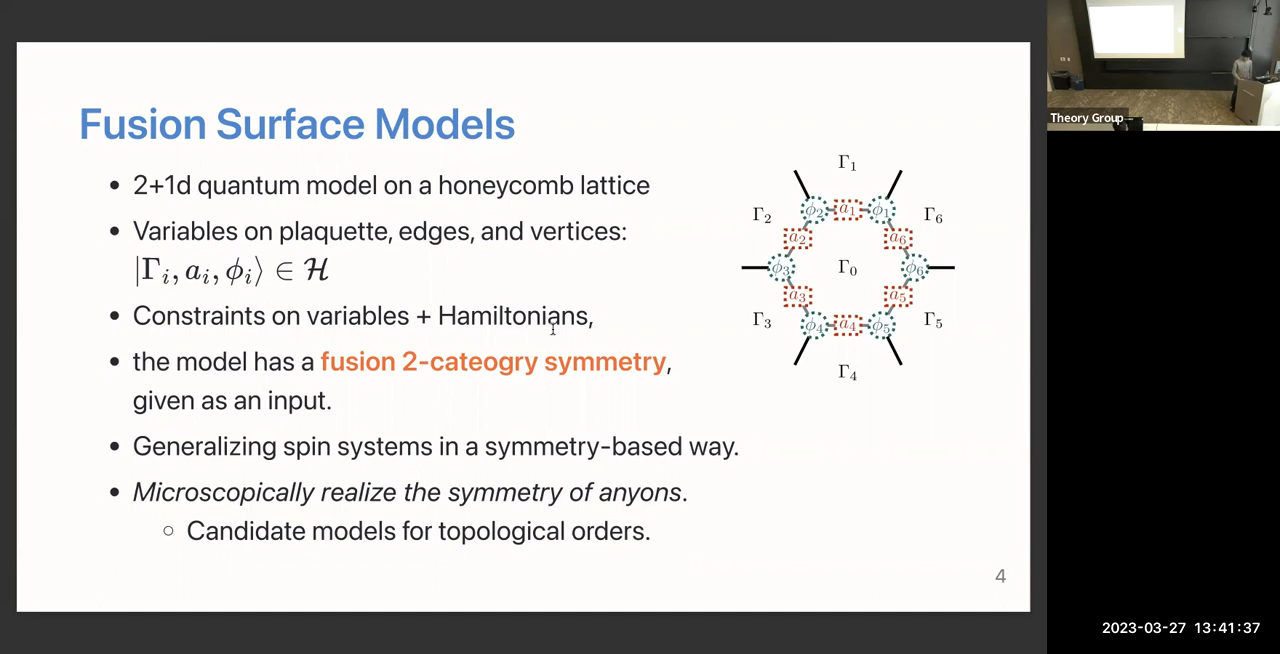 Fusion Surface Models
• 2+1d quantum model on a honeycomb lattice
• Variables on plaquette, edges, and vertices:
|Γᵢ, aᵢ, ϕᵢ⟩ ∈ ℋ
• Constraints on variables + Hamiltonians,
• the model has a fusion 2-cateogry symmetry,
given as an input.
• Generalizing spin systems in a symmetry-based way.
• Microscopically realize the symmetry of anyons.
◦ Candidate models for topological orders.
Γ₁
ϕ₂ a₁ ϕ₁
Γ₂ Γ₆
a₂ a₆
ϕ₃ Γ₀ ϕ₆
a₃ a₅
Γ₃ Γ₅
ϕ₄ a₄ ϕ₅
Γ₄
4
Theory Group
2023-03-27 13:41:37